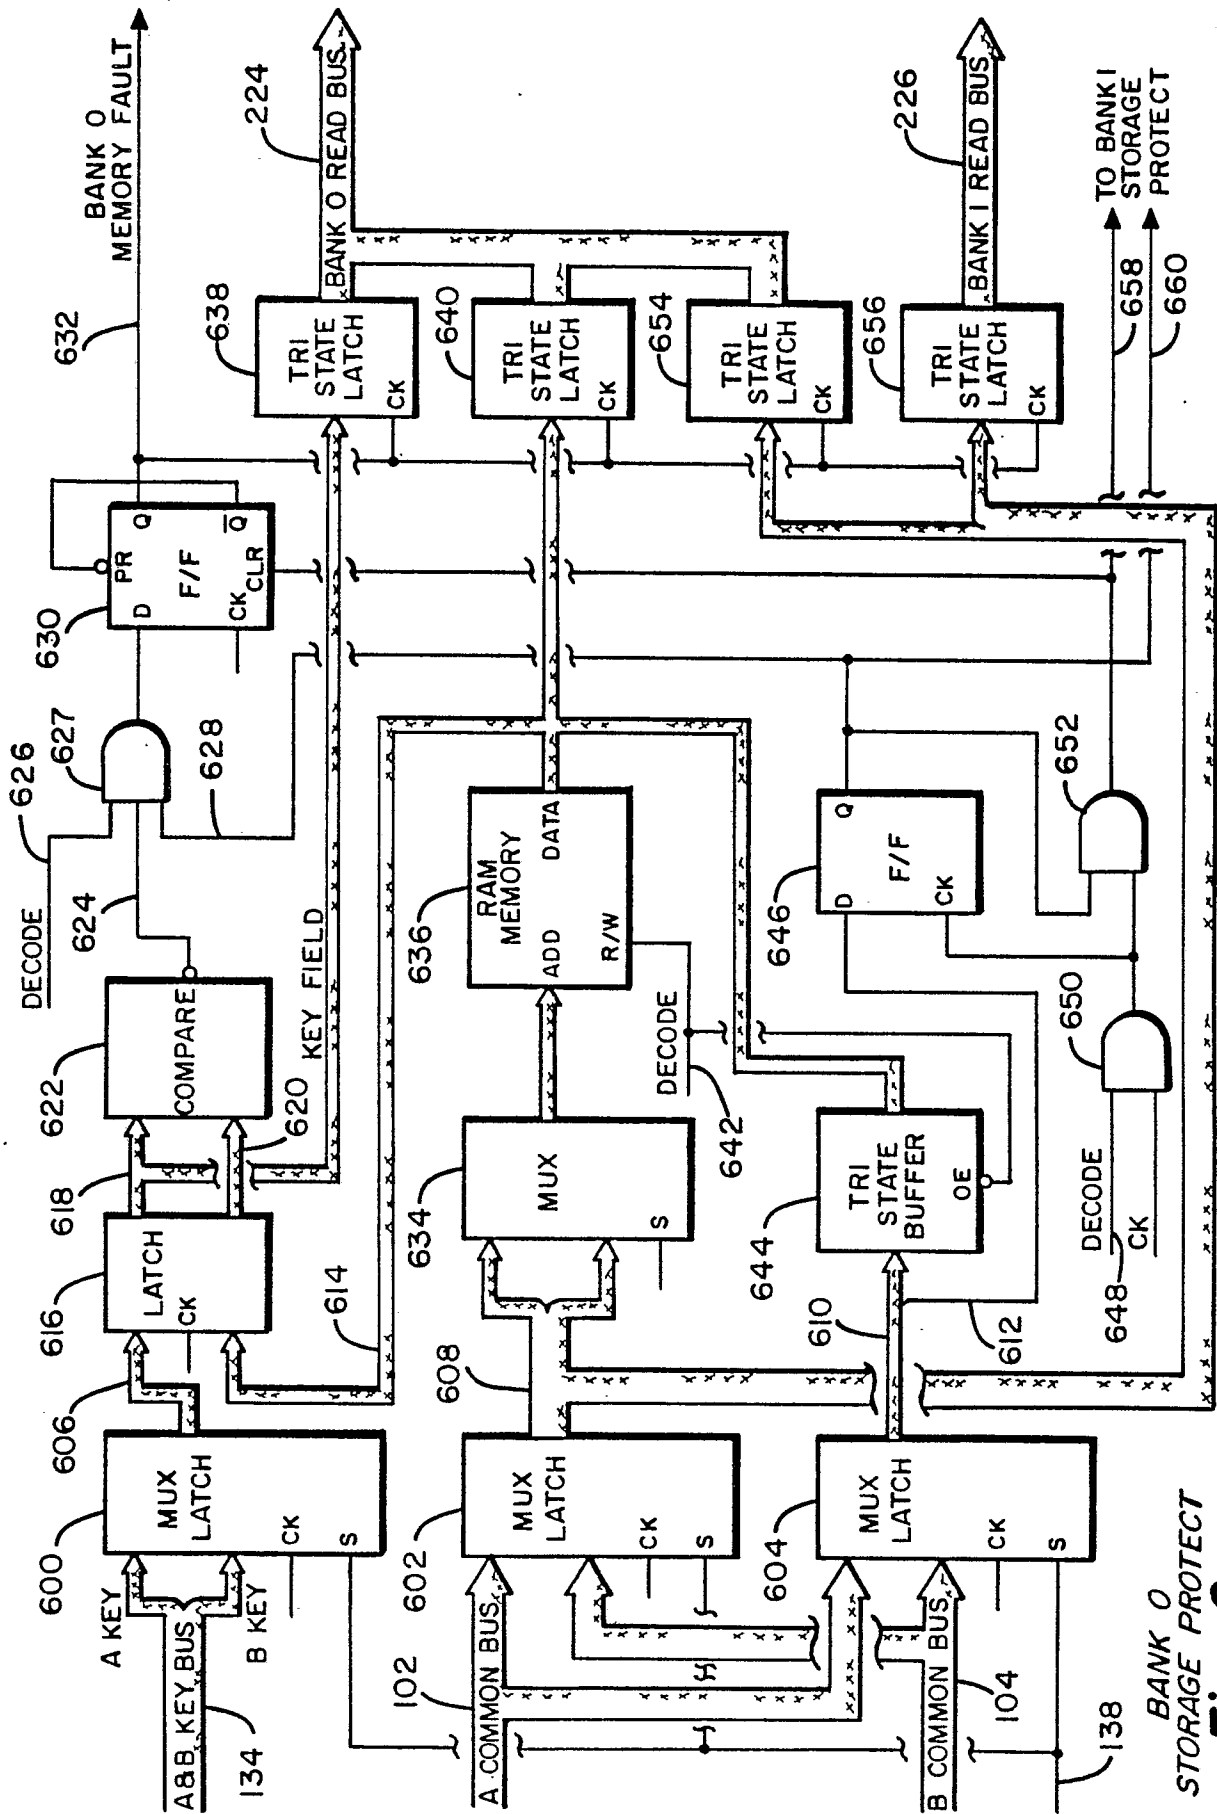 BANK 0
MEMORY FAULT
632
224
BANK 0 READ BUS
638
TRI
STATE
LATCH
CK
640
TRI
STATE
LATCH
CK
654
TRI
STATE
LATCH
CK
656
TRI
STATE
LATCH
CK
226
BANK 1 READ BUS
TO BANK 1
STORAGE
PROTECT
658
660
630
PR
D
Q
Q
F/F
CK
CLR
626
627
628
DECODE
624
622
COMPARE
620
KEY FIELD
618
616
LATCH
CK
614
606
600
MUX
LATCH
CK
S
A KEY
B KEY
A&B KEY BUS
134
636
RAM
MEMORY
ADD
DATA
R/W
DECODE
642
634
MUX
S
608
602
MUX
LATCH
CK
S
A COMMON BUS
102
646
D
Q
F/F
CK
652
650
DECODE
CK
648
644
TRI
STATE
BUFFER
OE
610
612
604
MUX
LATCH
CK
S
B COMMON BUS
104
138
BANK 0
STORAGE PROTECT